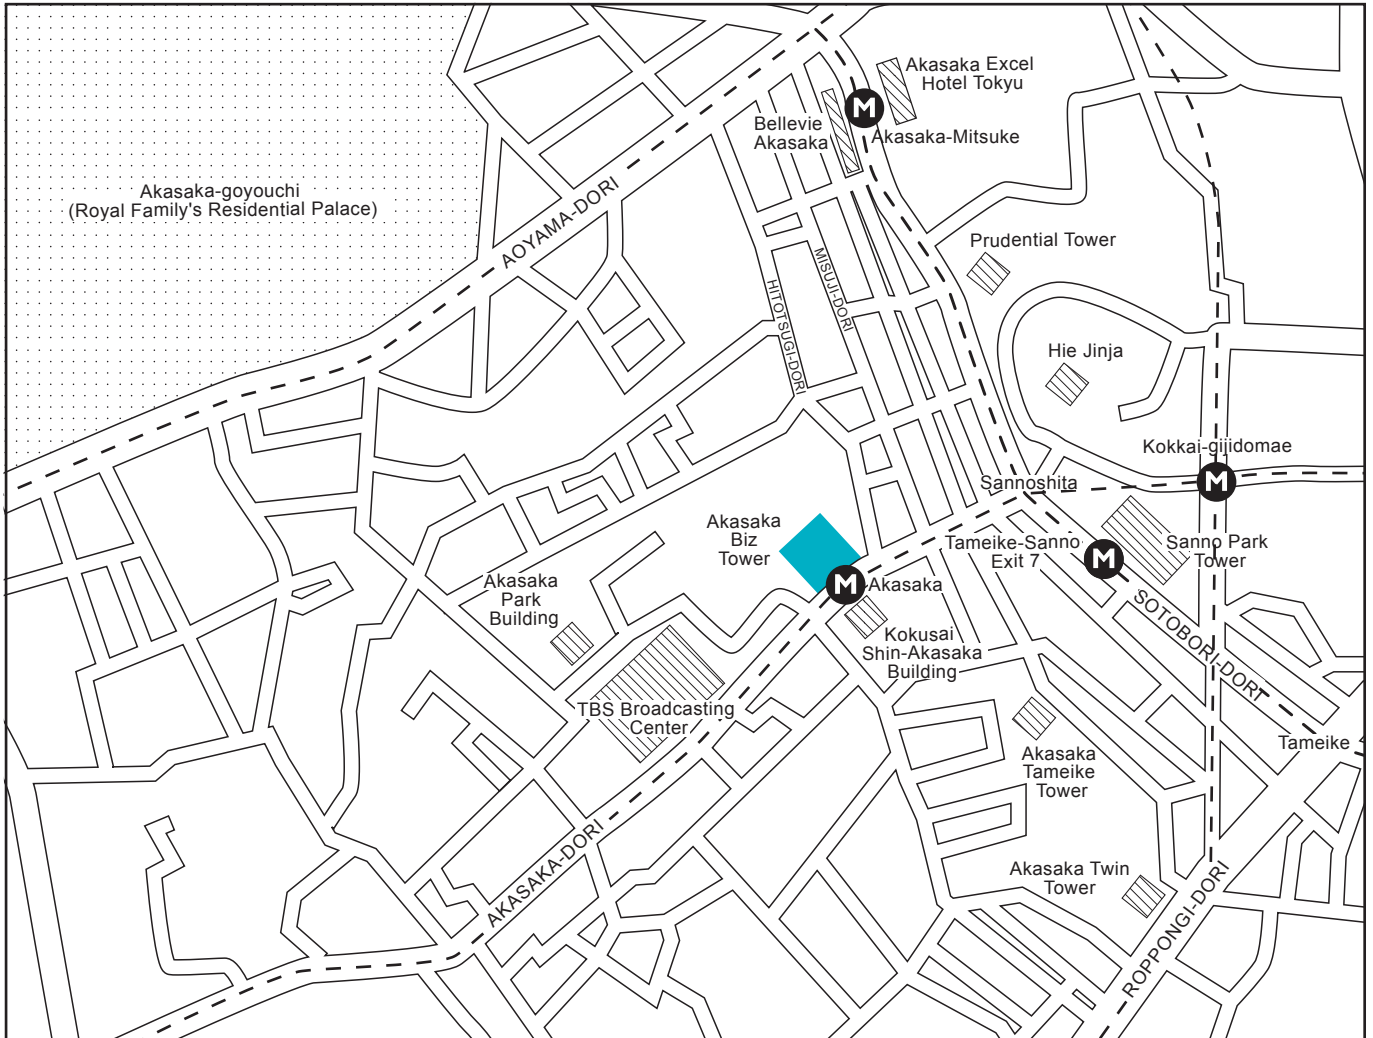 Akasaka Excel
Hotel Tokyu
M
Bellevie
Akasaka
Akasaka-Mitsuke
Akasaka-goyouchi
(Royal Family's Residential Palace)
AOYAMA-DORI
Prudential Tower
MISUJI-DORI
HITOTSUGI-DORI
Hie Jinja
Kokkai-gijidomae
M
Sannoshita
Akasaka
Biz
Tower
Tameike-Sanno
Exit 7
M
Sanno Park
Tower
M
Akasaka
Akasaka
Park
Building
SOTOBORI-DORI
Kokusai
Shin-Akasaka
Building
TBS Broadcasting
Center
Tameike
Akasaka
Tameike
Tower
AKASAKA-DORI
Akasaka Twin
Tower
ROPPONGI-DORI